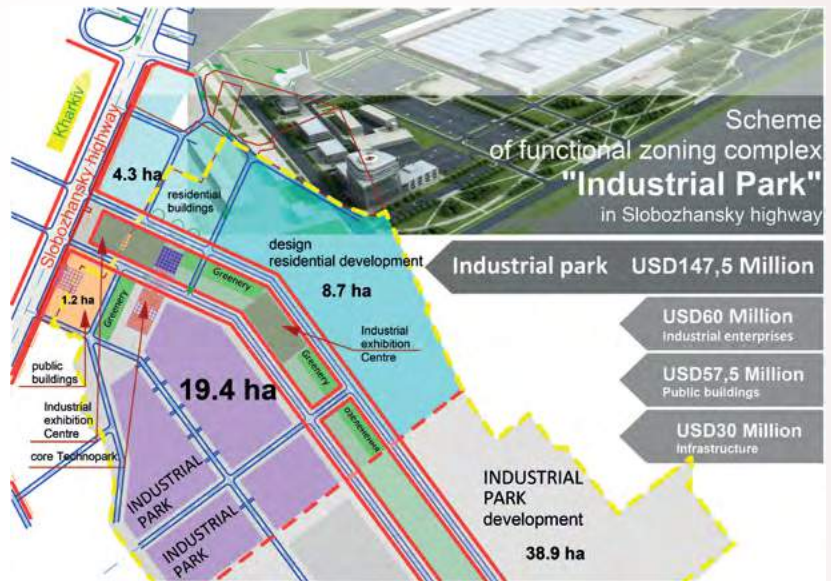 Kharkiv
Slobozhansky highway
4.3 ha
residential
buildings
Scheme
of functional zoning complex
"Industrial Park"
in Slobozhansky highway
design
residential development
8.7 ha
Industrial park USD147,5 Million
USD60 Million
Industrial enterprises
USD57,5 Million
Public buildings
USD30 Million
Infrastructure
Greenery
1.2 ha
Greenery
Industrial
exhibition
Centre
Greenery
public
buildings
19.4 ha
Industrial
exhibition
Centre
core Technopark
озеленення
INDUSTRIAL
PARK
INDUSTRIAL
PARK
INDUSTRIAL
PARK
development
38.9 ha